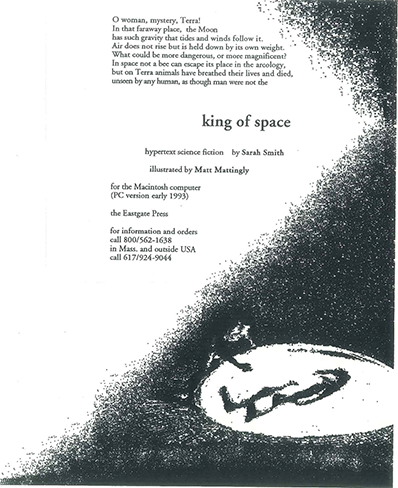 O woman, mystery, Terra!
In that faraway place, the Moon
has such gravity that tides and winds follow it.
Air does not rise but is held down by its own weight.
What could be more dangerous, or more magnificent?
In space not a bee can escape its place in the arcology,
but on Terra animals have breathed their lives and died,
unseen by any human, as though man were not the
king of space
hypertext science fiction by Sarah Smith
illustrated by Matt Mattingly
for the Macintosh computer
(PC version early 1993)
the Eastgate Press
for information and orders
call 800/562-1638
in Mass. and outside USA
call 617/924-9044